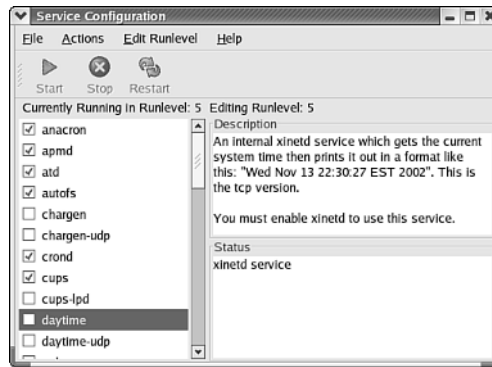 Service Configuration
File Actions Edit Runlevel Help
Start Stop Restart
Currently Running in Runlevel: 5 Editing Runlevel: 5
anacron
apmd
atd
autofs
chargen
chargen-udp
crond
cups
cups-lpd
daytime
daytime-udp
Description
An internal xinetd service which gets the current
system time then prints it out in a format like
this: "Wed Nov 13 22:30:27 EST 2002". This is
the tcp version.
You must enable xinetd to use this service.
Status
xinetd service